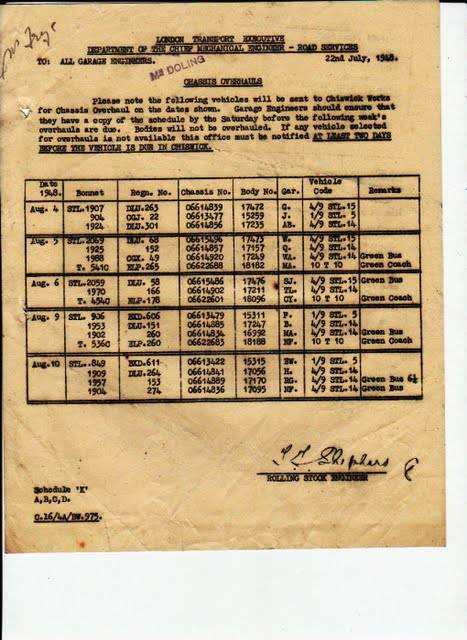 LONDON TRANSPORT EXECUTIVE
DEPARTMENT OF THE CHIEF MECHANICAL ENGINEER - ROAD SERVICES
TO: ALL GARAGE ENGINEERS. 22nd July, 1948.
Mr DOLING
CHASSIS OVERHAULS
Please note the following vehicles will be sent to Chiswick Works
for Chassis Overhaul on the dates shown. Garage Engineers should ensure that
they have a copy of the schedule by the Saturday before the following week's
overhauls are due. Bodies will not be overhauled. If any vehicle selected
for overhauls is not available this office must be notified AT LEAST TWO DAYS
BEFORE THE VEHICLE IS DUE IN CHISWICK.
Date 1948. Bonnet Regn. No. Chassis No. Body No. Gar. Vehicle Code Remarks
Aug. 4 STL.1907 DLU.263 06614839 17472 C. 4/9 STL.15
904 CGJ. 22 06613477 15259 J. 1/9 STL. 5
1924 DLU.301 06614856 17235 AB. 4/9 STL.14
Aug. 5 STL.2069 DLU. 68 06615496 17473 W. 4/9 STL.15
1925 152 06614857 17157 Q. 4/9 STL.14
1988 CGX. 49 06614920 17249 WA. 4/9 STL.14 Green Bus
T. 5410 HLP.265 06622688 18182 MA. 10 T 10 Green Coach
Aug. 6 STL.2059 DLU. 58 06615486 17476 SJ. 4/9 STL.15 Green Bus
1970 166 06614902 17211 TL. 4/9 STL.14
T. 4540 HLP.178 06622601 18096 CY. 10 T 10 Green Coach
Aug. 9 STL. 906 BXD.606 06613479 15311 P. 1/9 STL. 5
1953 DLU.151 06614885 17247 B. 4/9 STL.14
1902 260 06614834 16992 MA. 4/9 STL.14 Green Bus
T. 5360 HLP.260 06622683 18188 NF. 10 T 10 Green Coach
Aug.10 STL. 849 BXD.611 06613422 15315 EW. 1/9 STL. 5
1909 DLU.264 06614841 17056 H. 4/9 STL.14
1957 153 06614889 17170 RG. 4/9 STL.14 Green Bus 6½
1904 274 06614836 17095 NF. 4/9 STL.14 Green Bus
ROLLING STOCK ENGINEER
Schedule 'X'
A,B,C,D.
C.16/4A/EW.975.